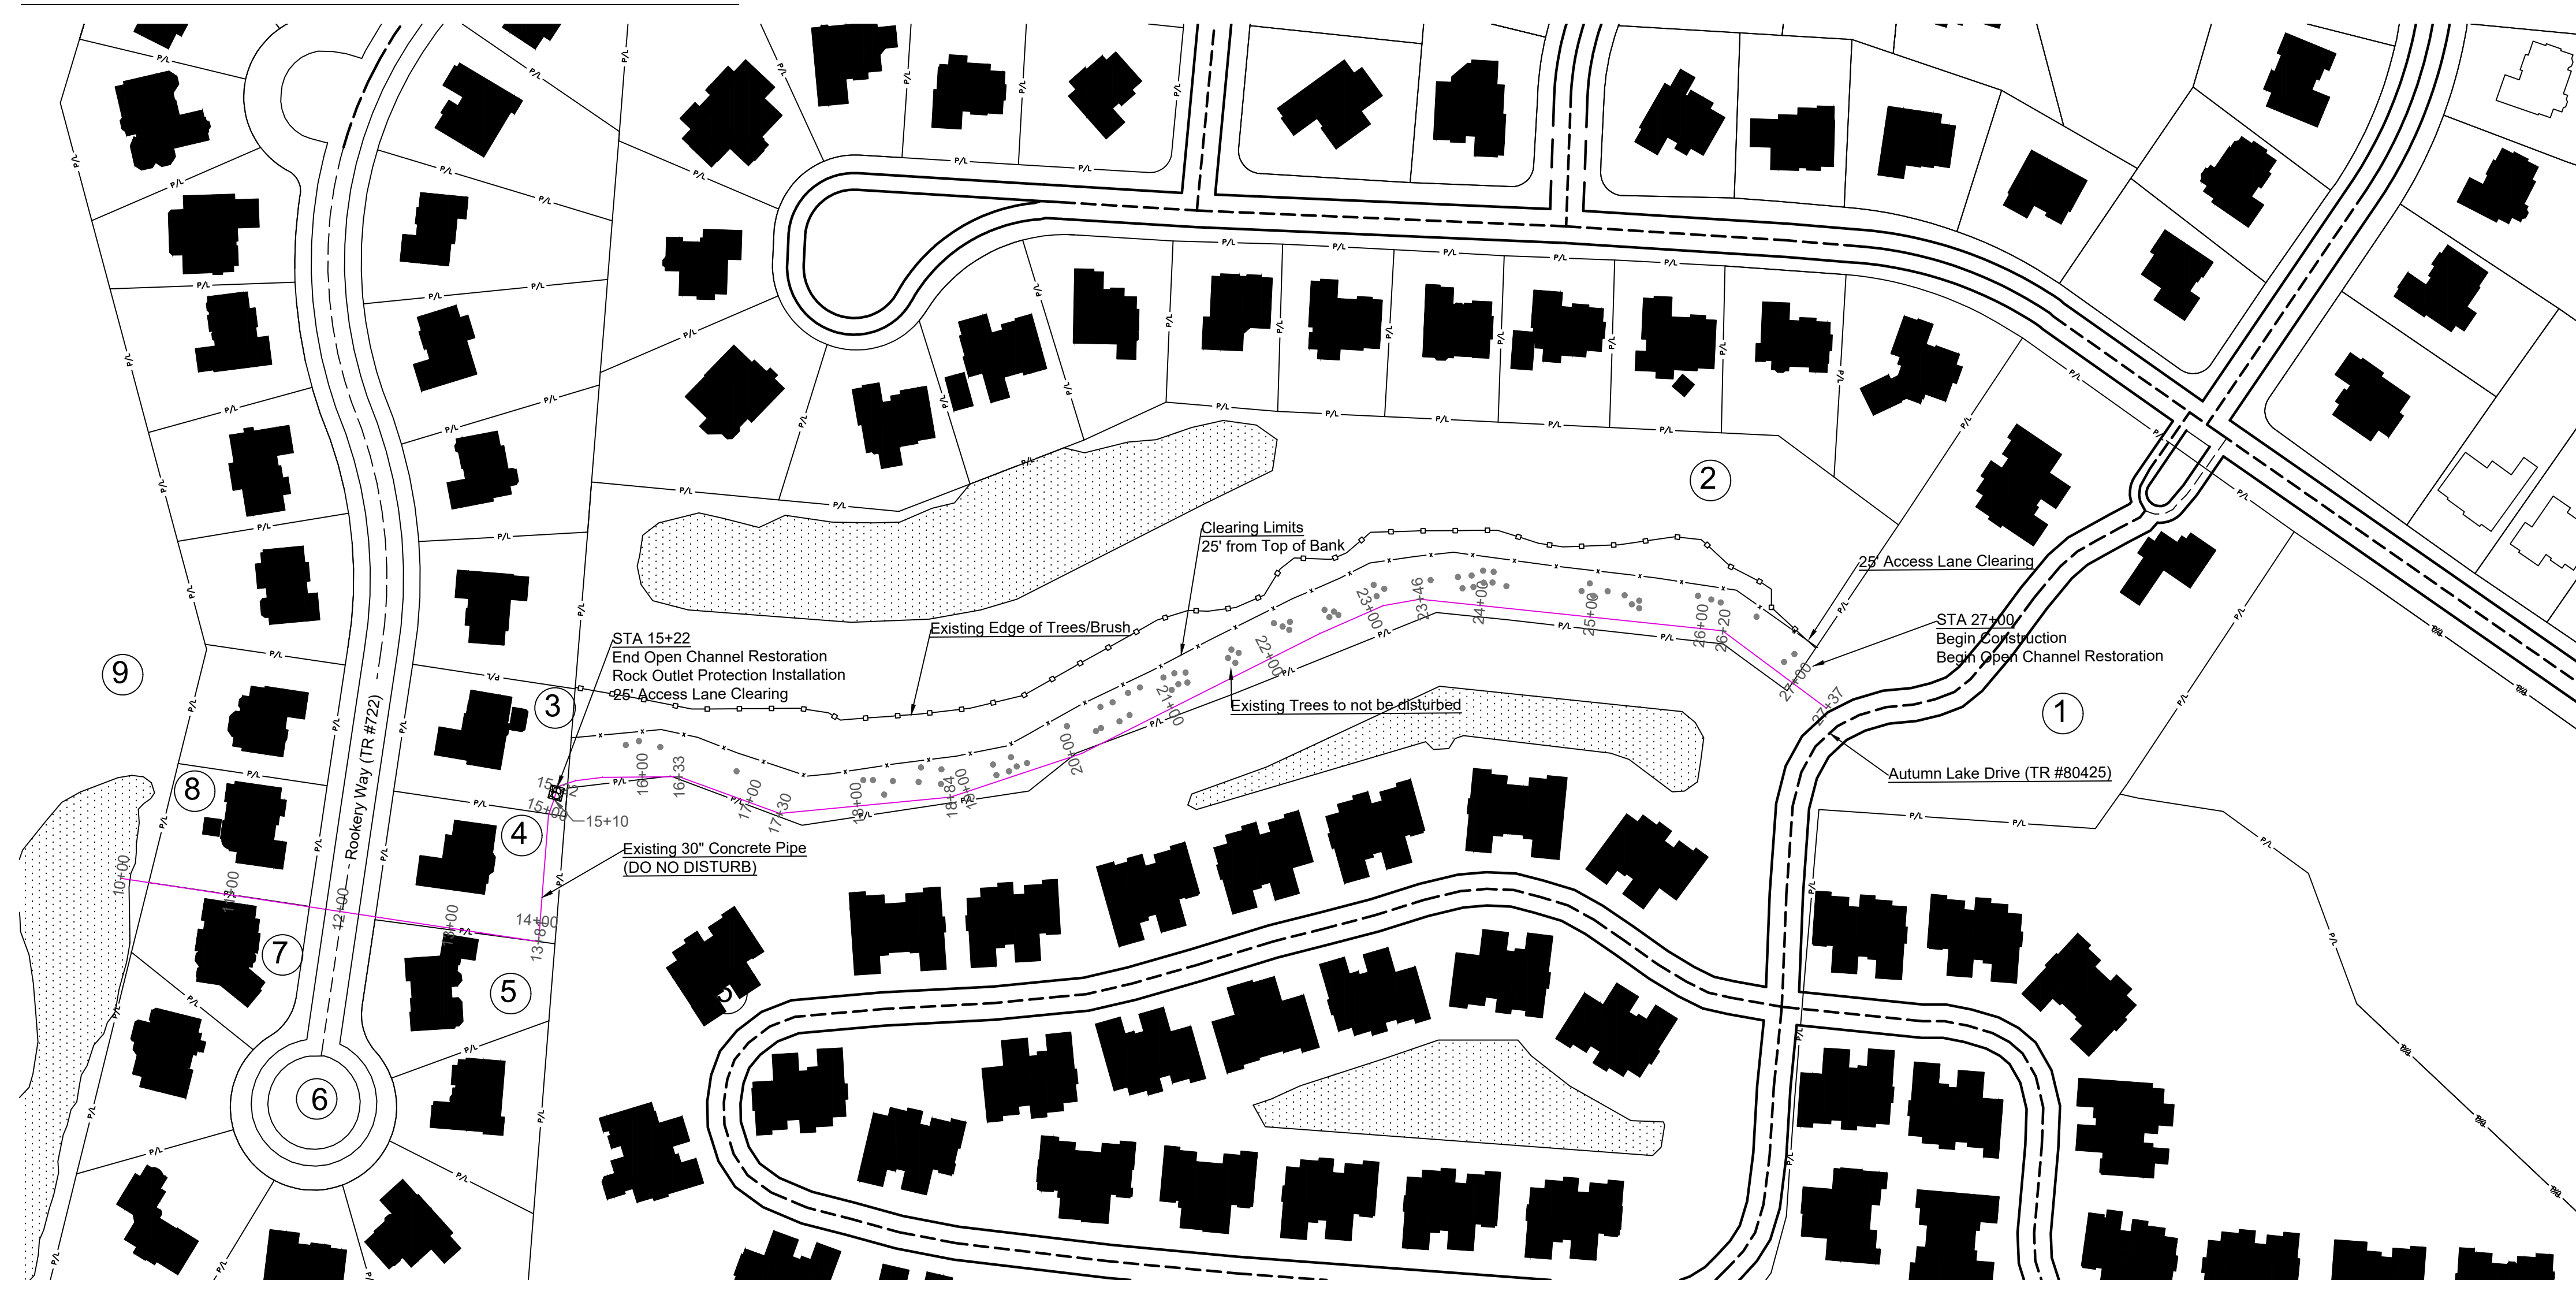 2
Clearing Limits
25' from Top of Bank
25' Access Lane Clearing
STA 27+00
Begin Construction
Begin Open Channel Restoration
Existing Edge of Trees/Brush
STA 15+22
End Open Channel Restoration
Rock Outlet Protection Installation
25' Access Lane Clearing
9
3
1
Existing Trees to not be disturbed
Autumn Lake Drive (TR #80425)
8
4
Rookery Way (TR #722)
Existing 30" Concrete Pipe
(DO NO DISTURB)
7
5
6
10+00
11+00
12+00
13+00
14+00
15+00
15+10
16+00
16+33
17+00
17+30
18+00
18+84
19+00
20+00
21+00
22+00
23+00
23+46
24+00
25+00
26+00
26+20
27+00
27+37
P/L